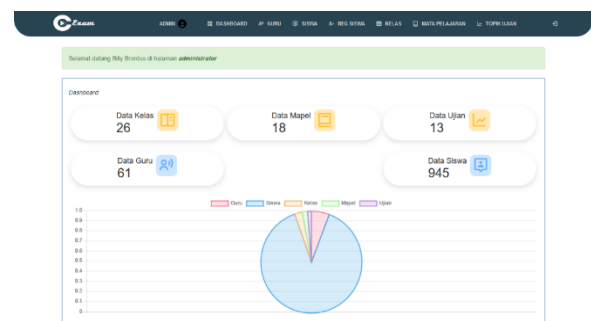 Exam
ADMIN DASHBOARD GURU SISWA REG SISWA KELAS MATA PELAJARAN TOPIK UJIAN
Selamat datang Billy Brontus di halaman administrator
Dashboard
Data Kelas
26
Data Mapel
18
Data Ujian
13
Data Guru
61
Data Siswa
945
Guru Siswa Kelas Mapel Ujian
1.0
0.9
0.8
0.7
0.6
0.5
0.4
0.3
0.2
0.1
0